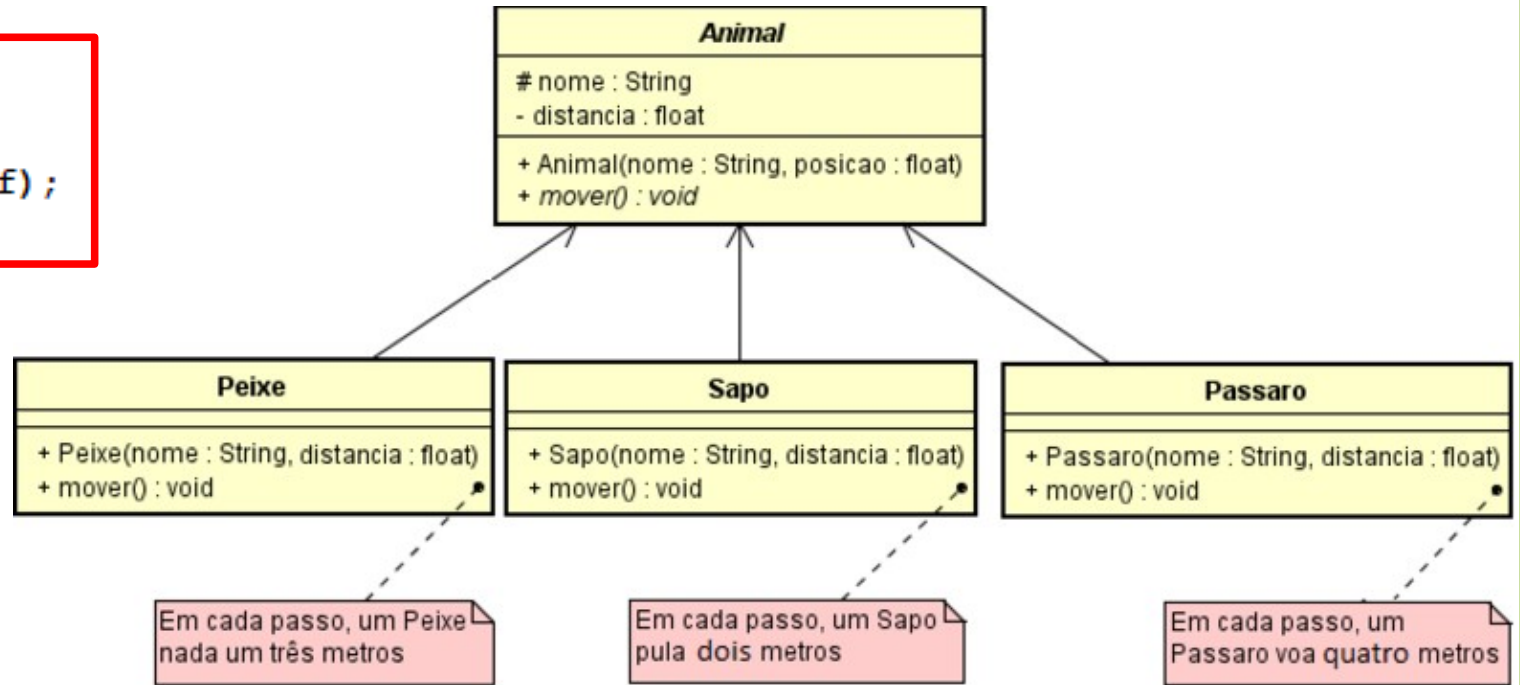 f);
Animal
# nome : String
- distancia : float
+ Animal(nome : String, posicao : float)
+ mover() : void
Peixe
+ Peixe(nome : String, distancia : float)
+ mover() : void
Sapo
+ Sapo(nome : String, distancia : float)
+ mover() : void
Passaro
+ Passaro(nome : String, distancia : float)
+ mover() : void
Em cada passo, um Peixe
nada um três metros
Em cada passo, um Sapo
pula dois metros
Em cada passo, um
Passaro voa quatro metros